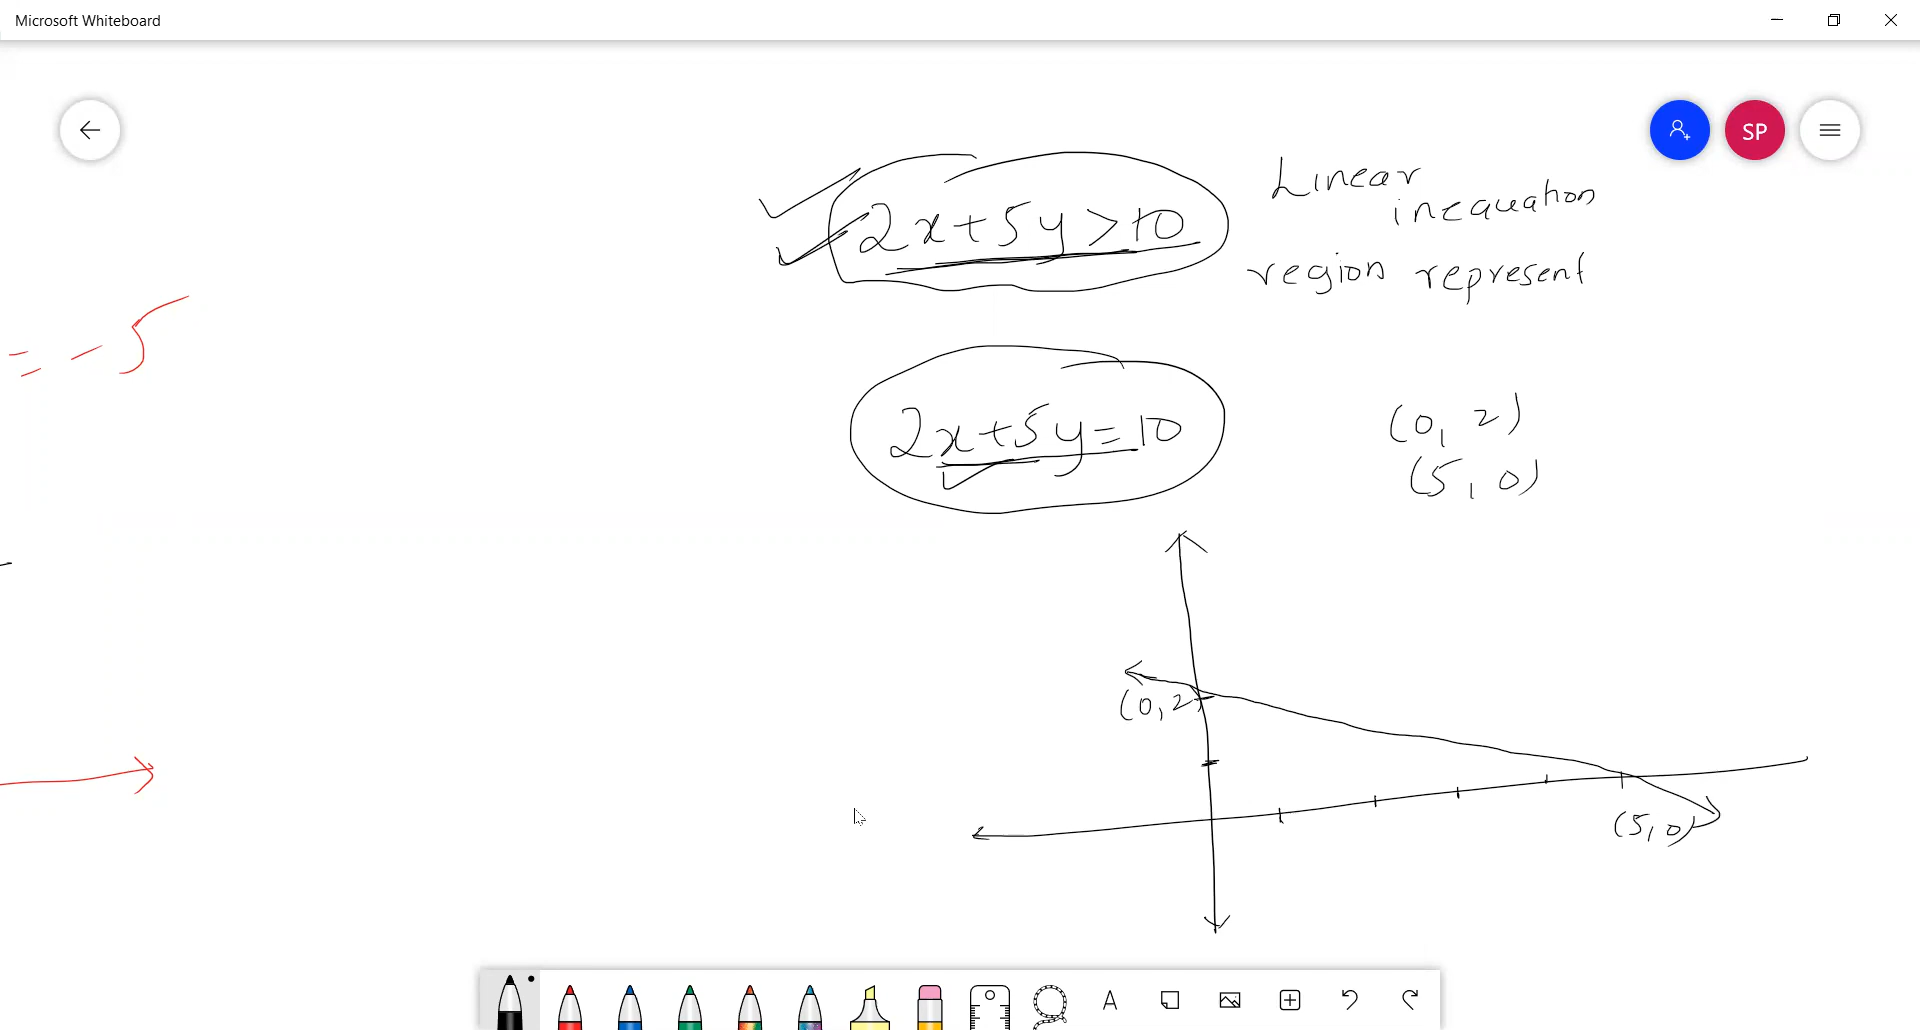 Microsoft Whiteboard
SP
2x+5y>10
Linear
inequation
region represent
= -5
2x+5y=10
(0, 2)
(5, 0)
(0, 2)
(5, 0)